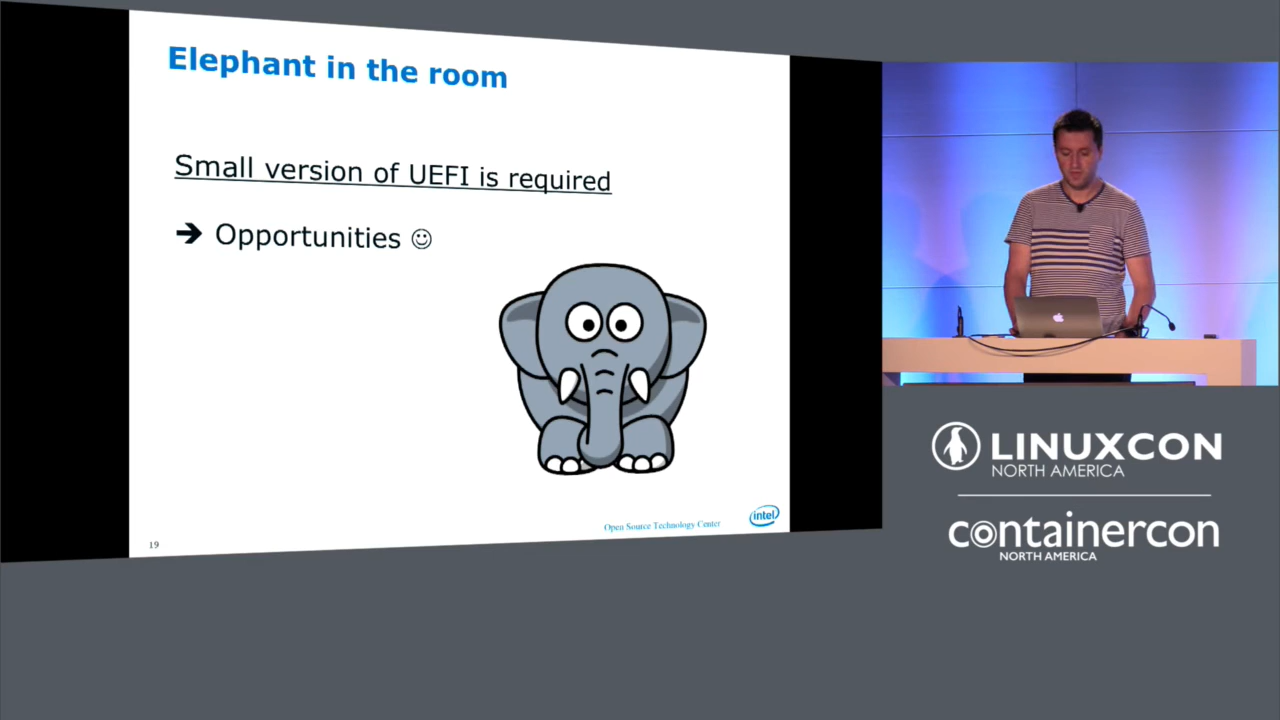 Elephant in the room
Small version of UEFI is required
➔ Opportunities ☺
Open Source Technology Center
intel
19
LINUXCON
NORTH AMERICA
containercon
NORTH AMERICA